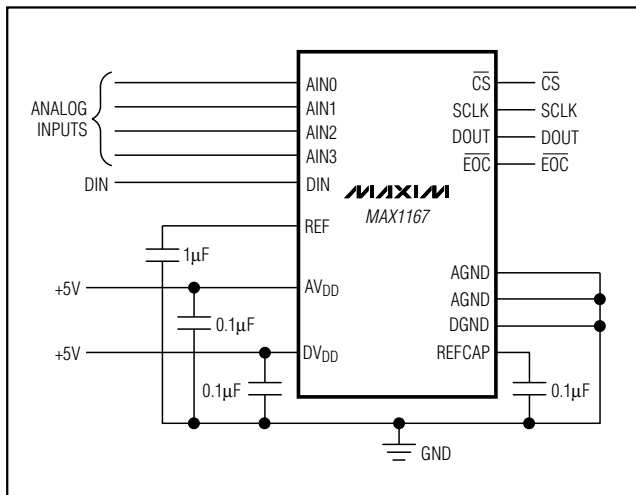 ANALOG
INPUTS
DIN
+5V
+5V
1μF
0.1μF
0.1μF
AIN0
AIN1
AIN2
AIN3
DIN
REF
AVDD
DVDD
MAXIM
MAX1167
CS
SCLK
DOUT
EOC
AGND
AGND
DGND
REFCAP
CS
SCLK
DOUT
EOC
0.1μF
GND